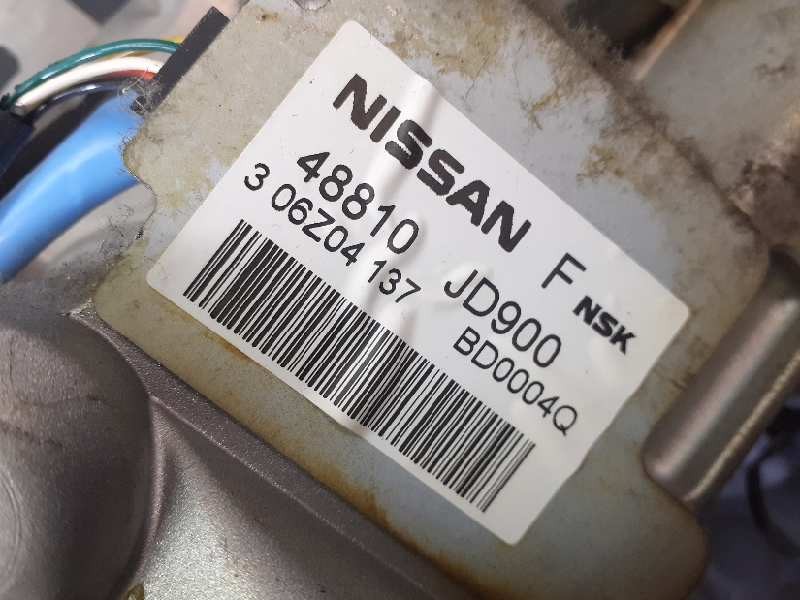 NISSAN F
48810 JD900 NSK
3 06Z04 137 BD0004Q